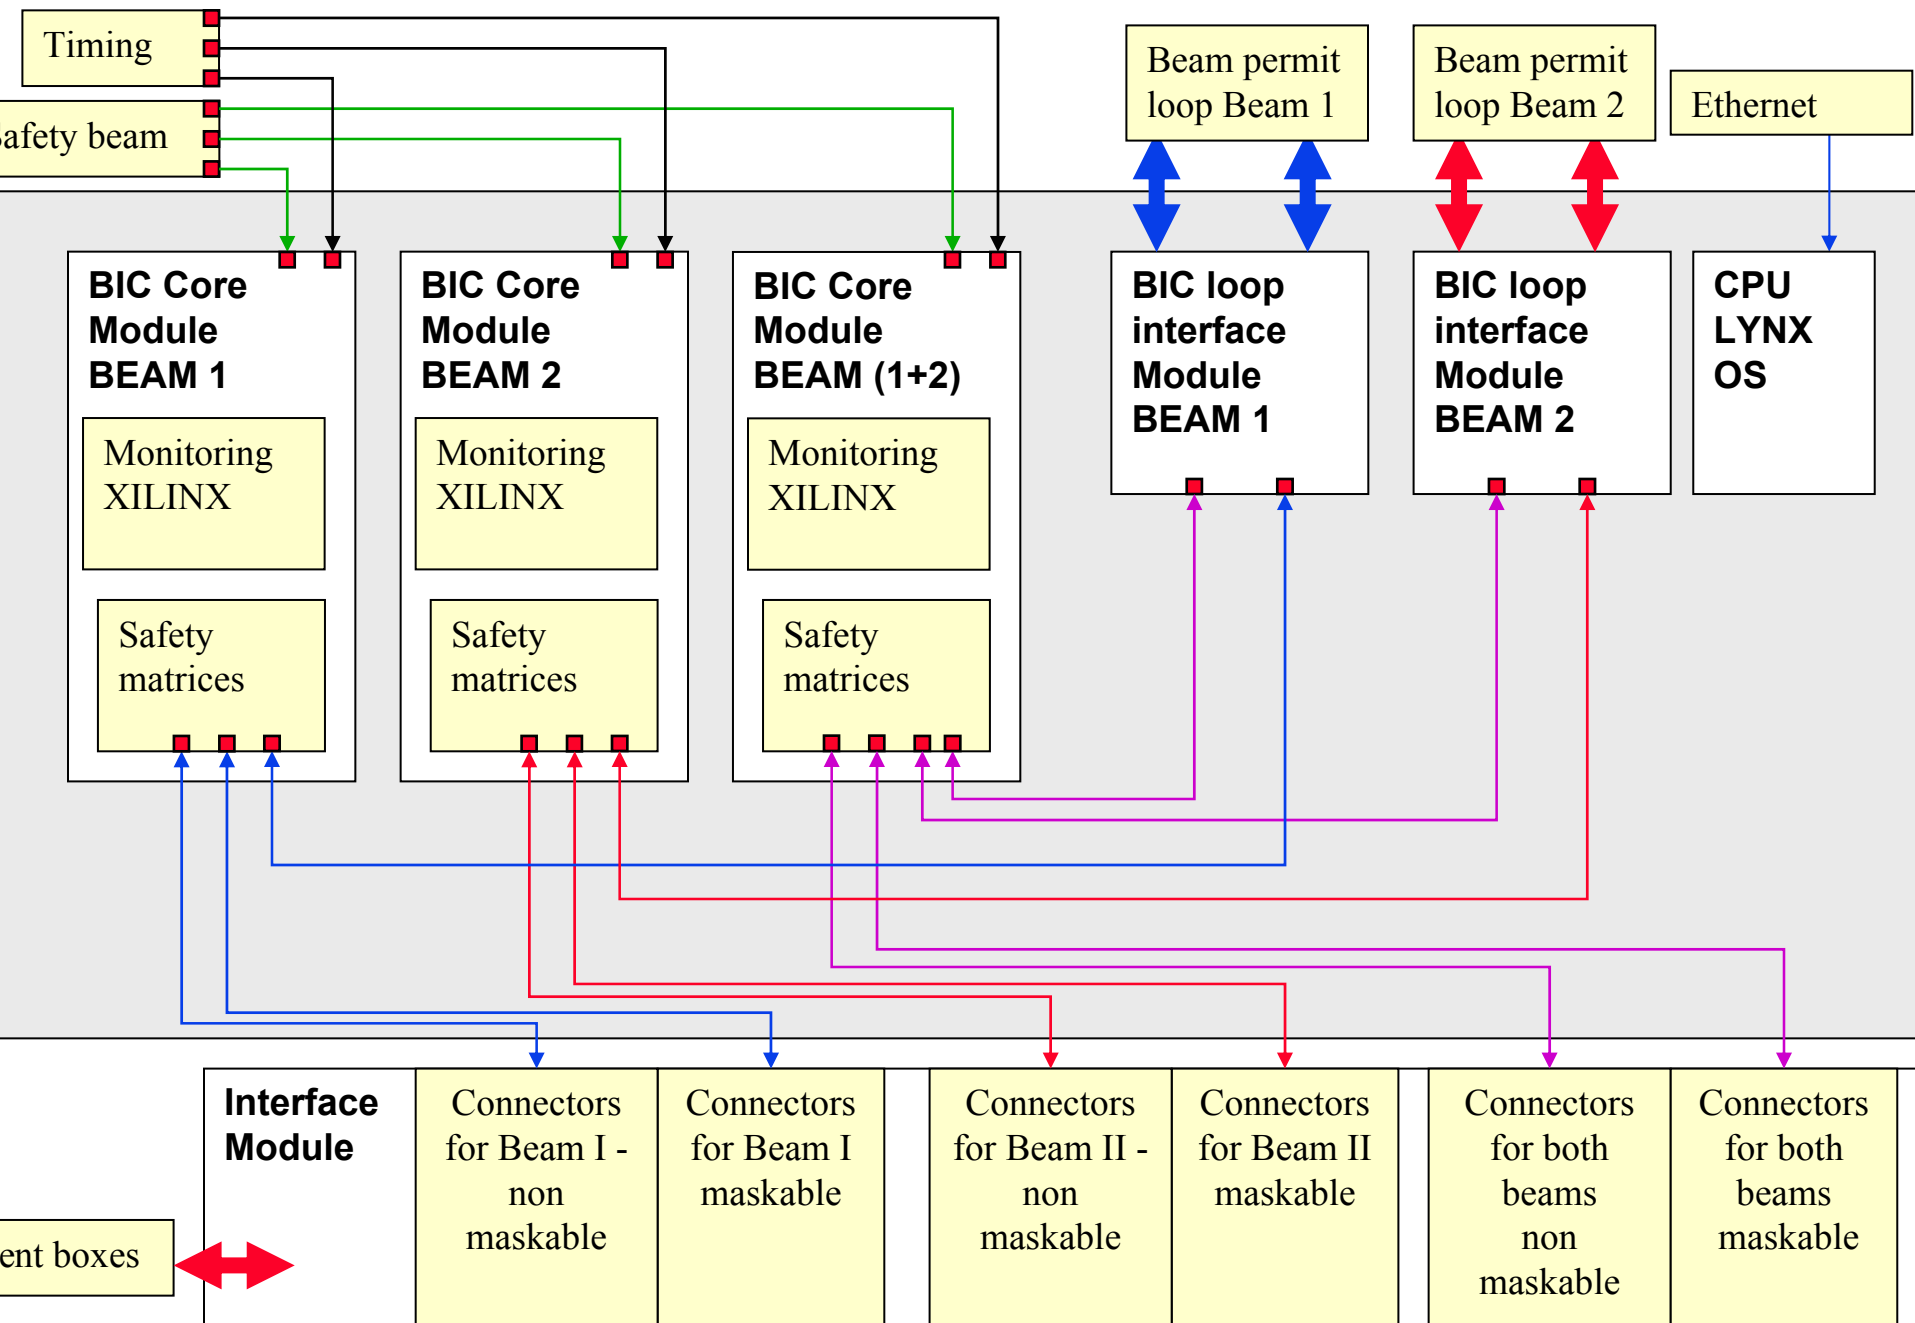 Timing
beam
Beam permit
loop Beam 1
Beam permit
loop Beam 2
Ethernet
BIC Core
Module
BEAM 1
BIC Core
Module
BEAM 2
BIC Core
Module
BEAM (1+2)
BIC loop
interface
Module
BEAM 1
BIC loop
interface
Module
BEAM 2
CPU
LYNX
OS
Monitoring
XILINX
Monitoring
XILINX
Monitoring
XILINX
Safety
matrices
Safety
matrices
Safety
matrices
Interface
Module
Connectors
for Beam I -
non
maskable
Connectors
for Beam I
maskable
Connectors
for Beam II -
non
maskable
Connectors
for Beam II
maskable
Connectors
for both
beams
non
maskable
Connectors
for both
beams
maskable
boxes